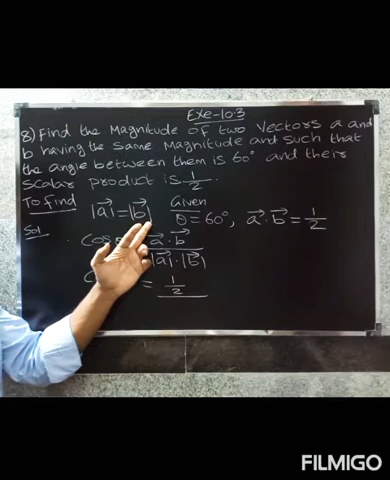 Exe-10.3
8) Find the Magnitude of two Vectors a and
b having the Same Magnitude and such that
the angle between them is 60° and their
Scalar product is 1/2.
To find |a⃗| = |b⃗| Given θ = 60°, a⃗ · b⃗ = 1/2
Sol
a⃗ · b⃗
|a⃗| · |b⃗|
= 1/2
FILMIGO